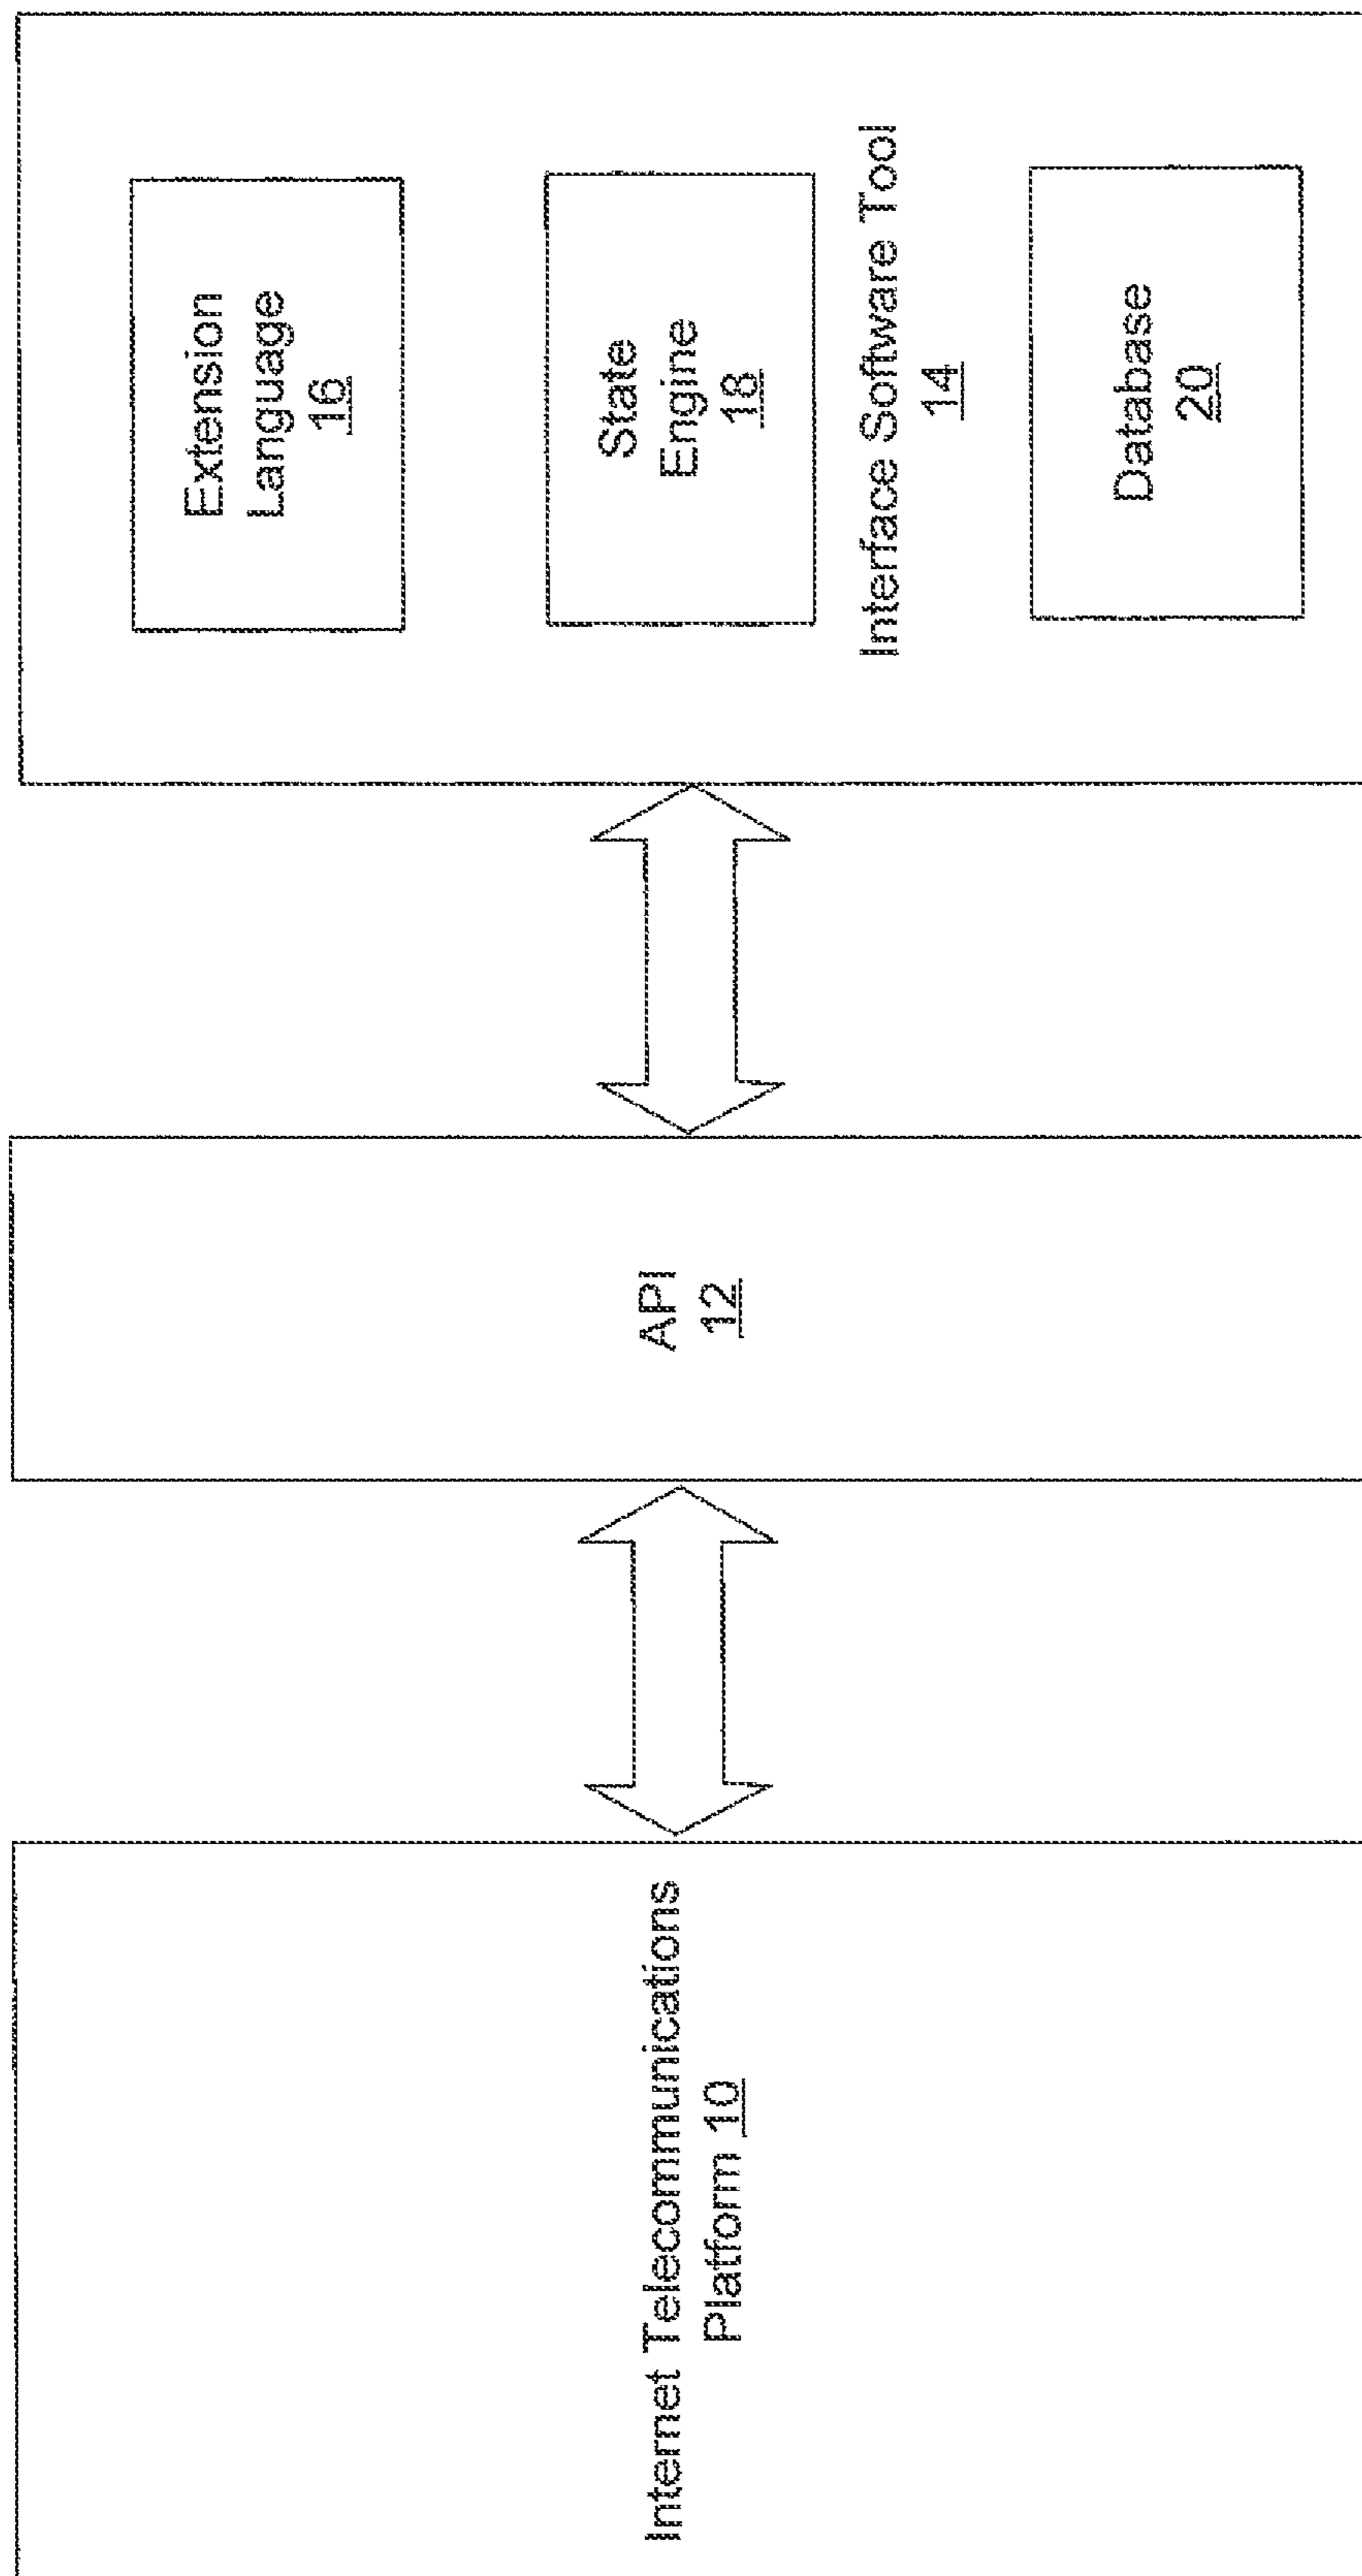 Internet Telecommunications
Platform 10
API
12
Extension
Language
16
State
Engine
18
Interface Software Tool
14
Database
20